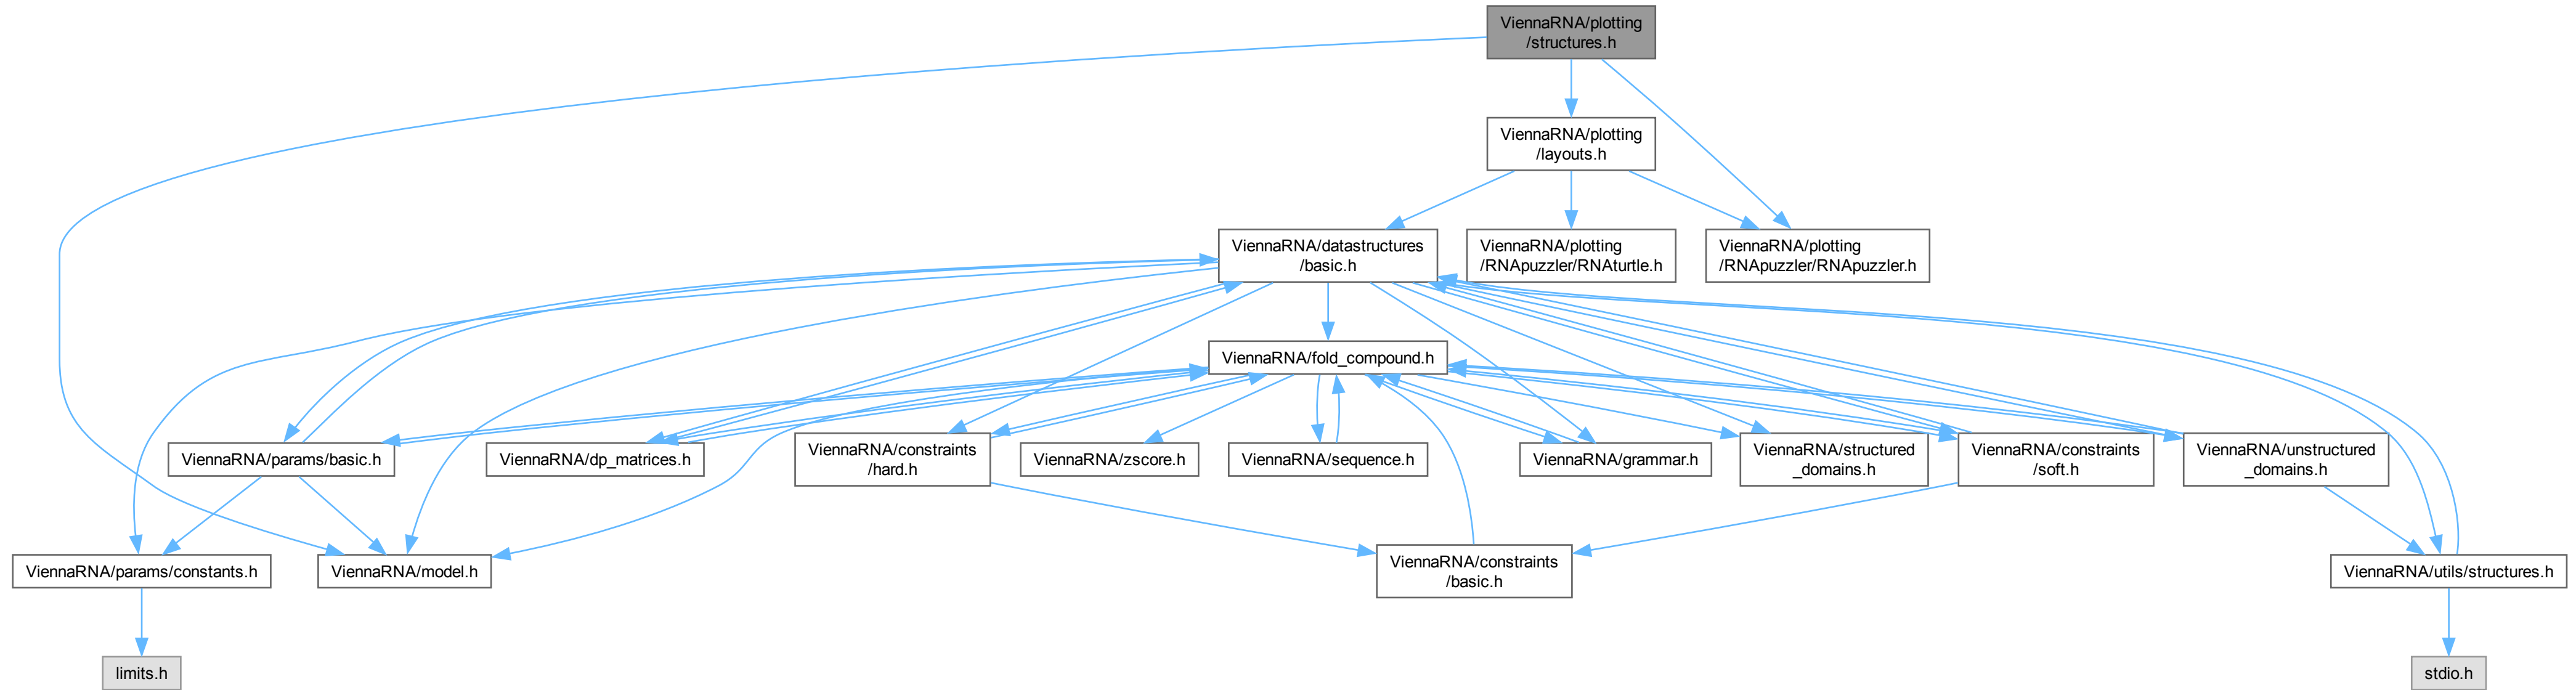 ViennaRNA/plotting
/structures.h
ViennaRNA/plotting
/layouts.h
ViennaRNA/datastructures
/basic.h
ViennaRNA/plotting
/RNApuzzler/RNAturtle.h
ViennaRNA/plotting
/RNApuzzler/RNApuzzler.h
ViennaRNA/fold_compound.h
ViennaRNA/params/basic.h
ViennaRNA/dp_matrices.h
ViennaRNA/constraints
/hard.h
ViennaRNA/zscore.h
ViennaRNA/sequence.h
ViennaRNA/grammar.h
ViennaRNA/structured
_domains.h
ViennaRNA/constraints
/soft.h
ViennaRNA/unstructured
_domains.h
ViennaRNA/params/constants.h
ViennaRNA/model.h
ViennaRNA/constraints
/basic.h
ViennaRNA/utils/structures.h
limits.h
stdio.h